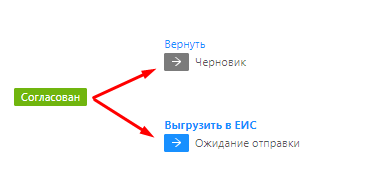 Вернуть
Черновик
Согласован
Выгрузить в ЕИС
Ожидание отправки